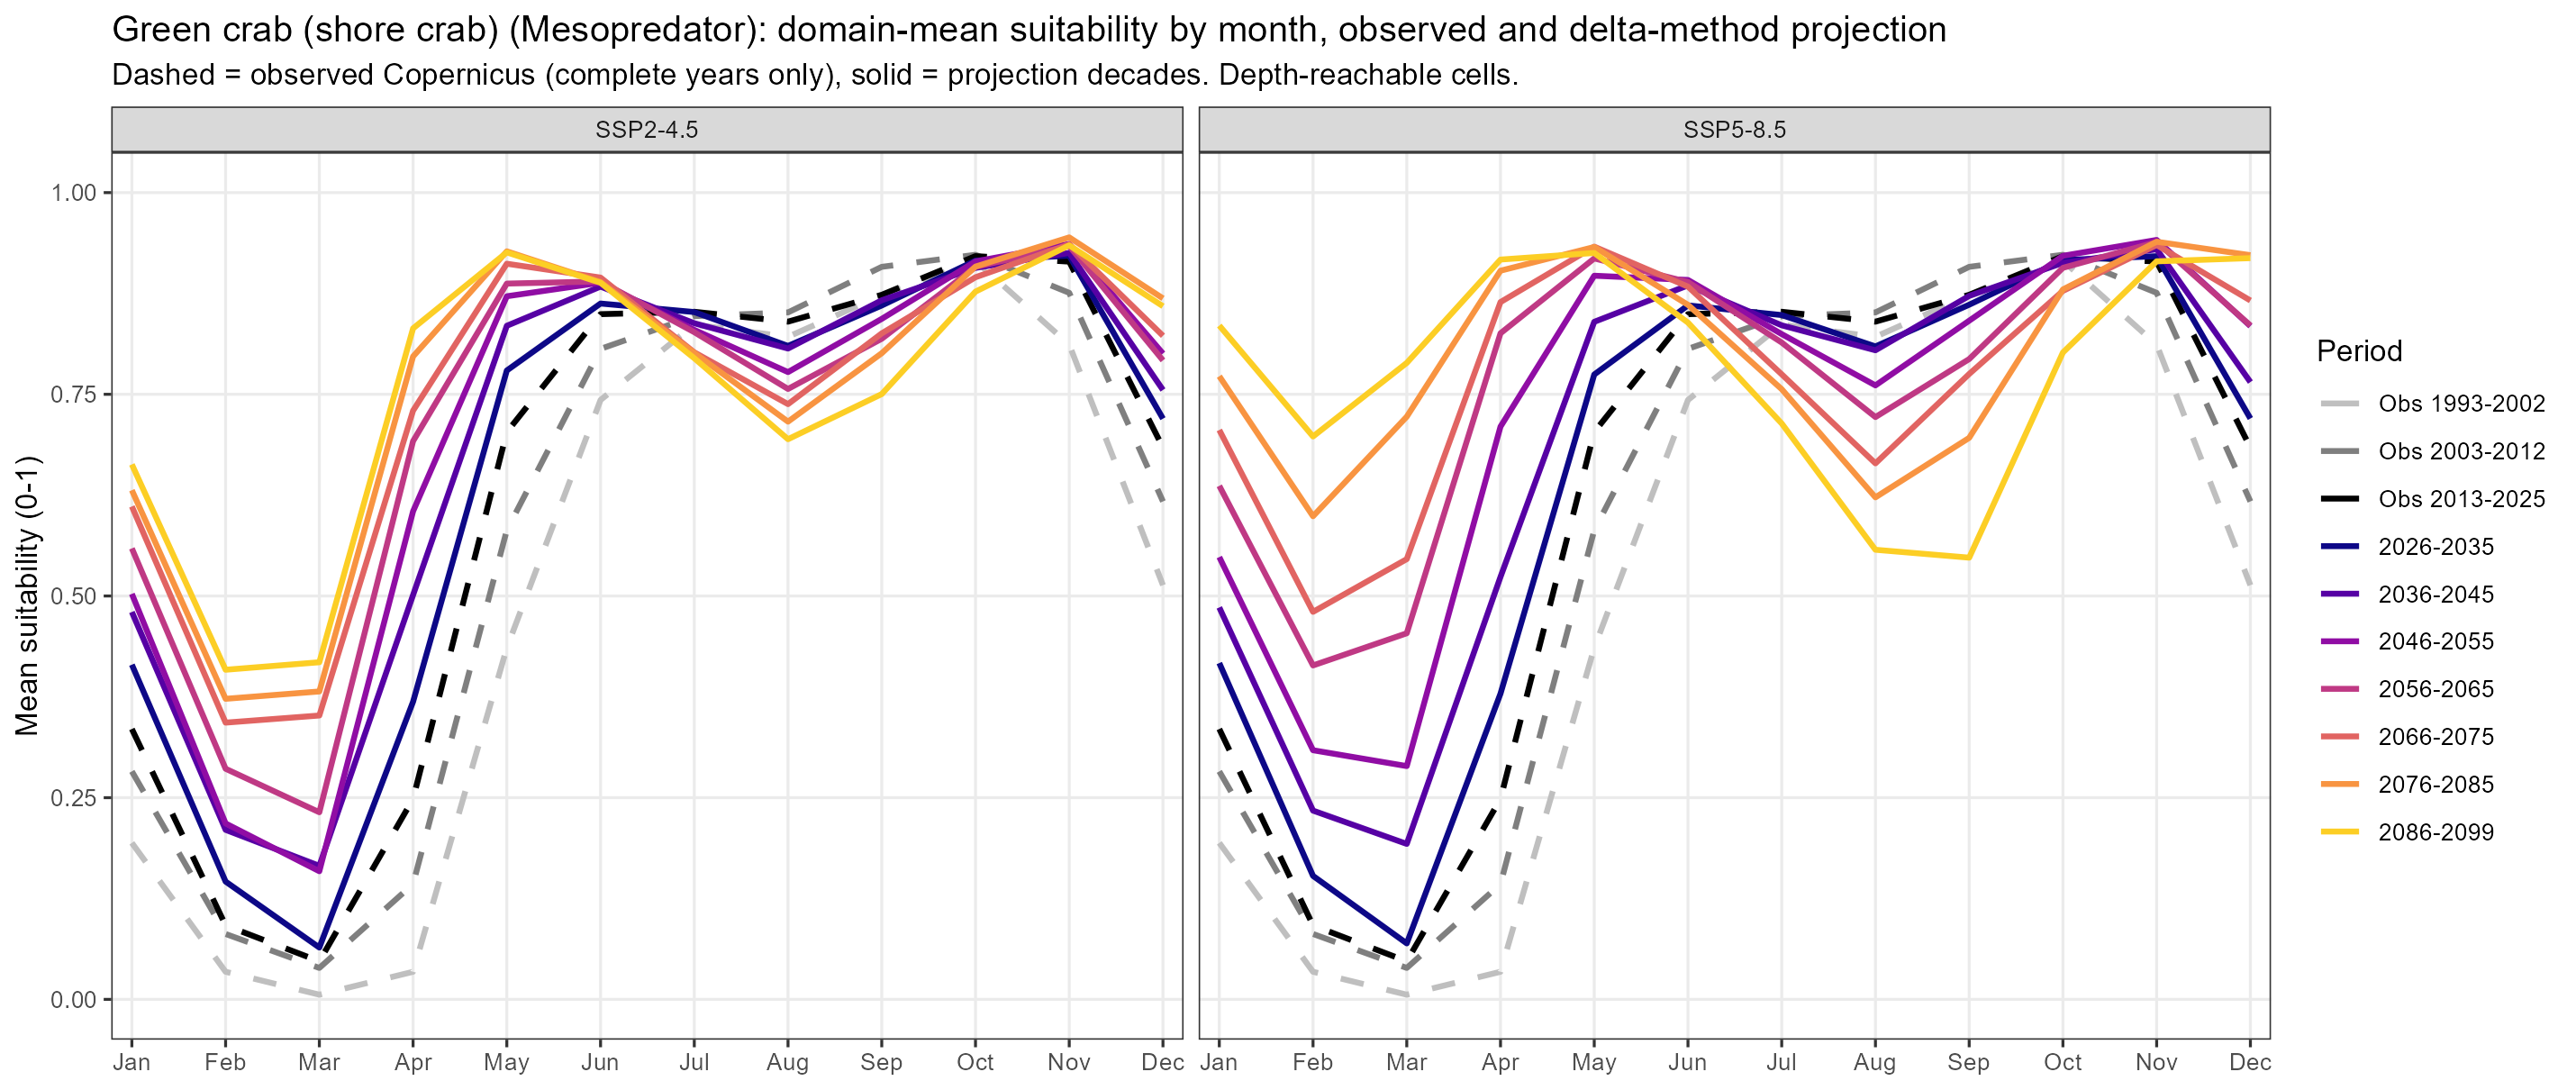 Green crab (shore crab) (Mesopredator): domain-mean suitability by month, observed and delta-method projection
Dashed = observed Copernicus (complete years only), solid = projection decades. Depth-reachable cells.
SSP2-4.5
SSP5-8.5
Mean suitability (0-1)
1.00
0.75
0.50
0.25
0.00
Jan Feb Mar Apr May Jun Jul Aug Sep Oct Nov Dec
Jan Feb Mar Apr May Jun Jul Aug Sep Oct Nov Dec
Period
Obs 1993-2002
Obs 2003-2012
Obs 2013-2025
2026-2035
2036-2045
2046-2055
2056-2065
2066-2075
2076-2085
2086-2099